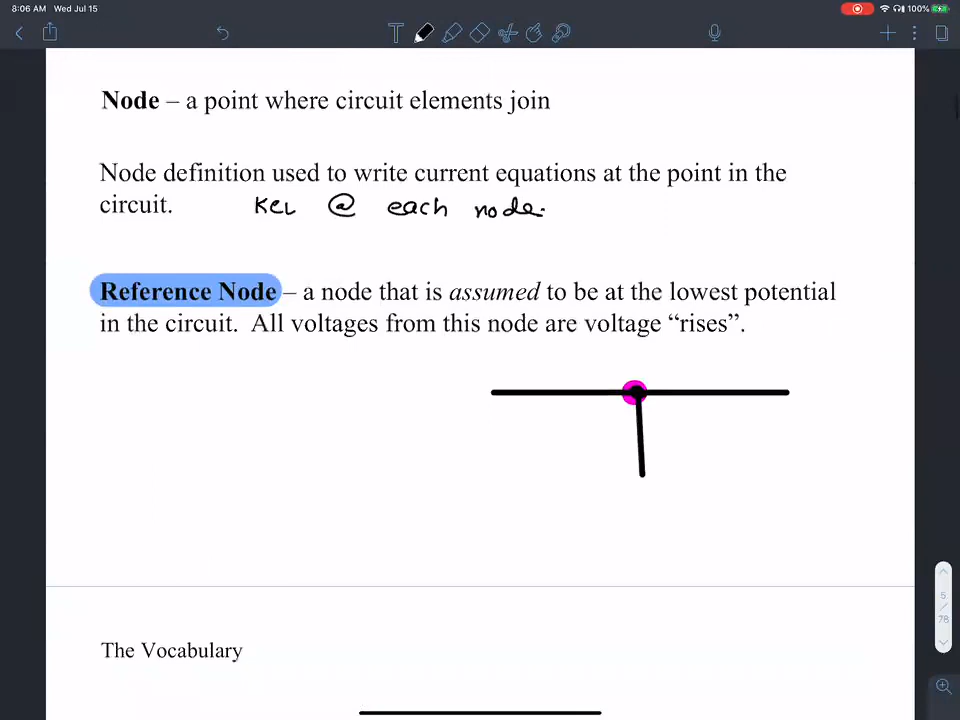 8:06 AM Wed Jul 15
100%
T
Node – a point where circuit elements join
Node definition used to write current equations at the point in the
circuit. KCL @ each node.
Reference Node – a node that is assumed to be at the lowest potential
in the circuit. All voltages from this node are voltage “rises”.
5
/
78
The Vocabulary